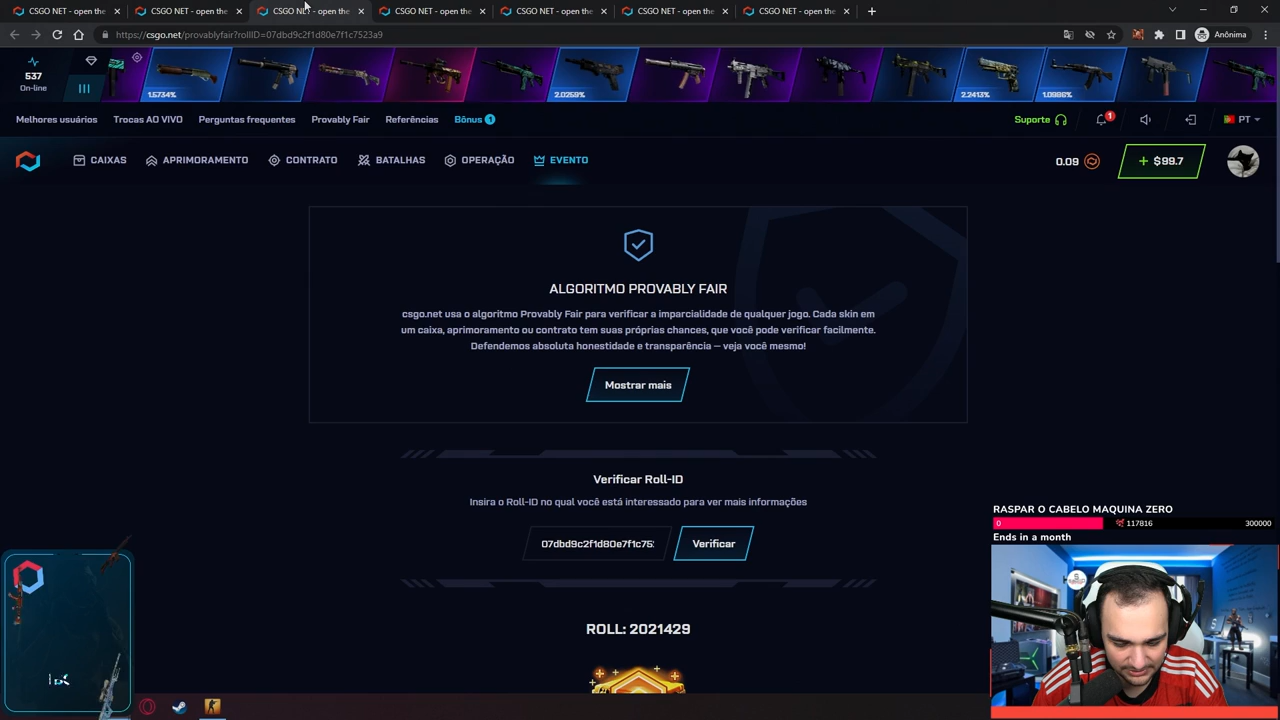 CSGO NET - open the
CSGO NET - open the
CSGO NET - open the
CSGO NET - open the
CSGO NET - open the
CSGO NET - open the
CSGO NET - open the
https://csgo.net/provablyfair?rollID=07dbd9c2f1d80e7f1c7523a9
Anônima
537
On-line
1.5734%
2.0259%
2.2413%
1.0986%
Melhores usuários
Trocas AO VIVO
Perguntas frequentes
Provably Fair
Referências
Bônus 1
Suporte
1
PT
CAIXAS
APRIMORAMENTO
CONTRATO
BATALHAS
OPERAÇÃO
EVENTO
0.09
+ $99.7
ALGORITMO PROVABLY FAIR
csgo.net usa o algoritmo Provably Fair para verificar a imparcialidade de qualquer jogo. Cada skin em
um caixa, aprimoramento ou contrato tem suas próprias chances, que você pode verificar facilmente.
Defendemos absoluta honestidade e transparência — veja você mesmo!
Mostrar mais
Verificar Roll-ID
Insira o Roll-ID no qual você está interessado para ver mais informações
07dbd9c2f1d80e7f1c75
Verificar
ROLL: 2021429
RASPAR O CABELO MAQUINA ZERO
0
117816
300000
Ends in a month